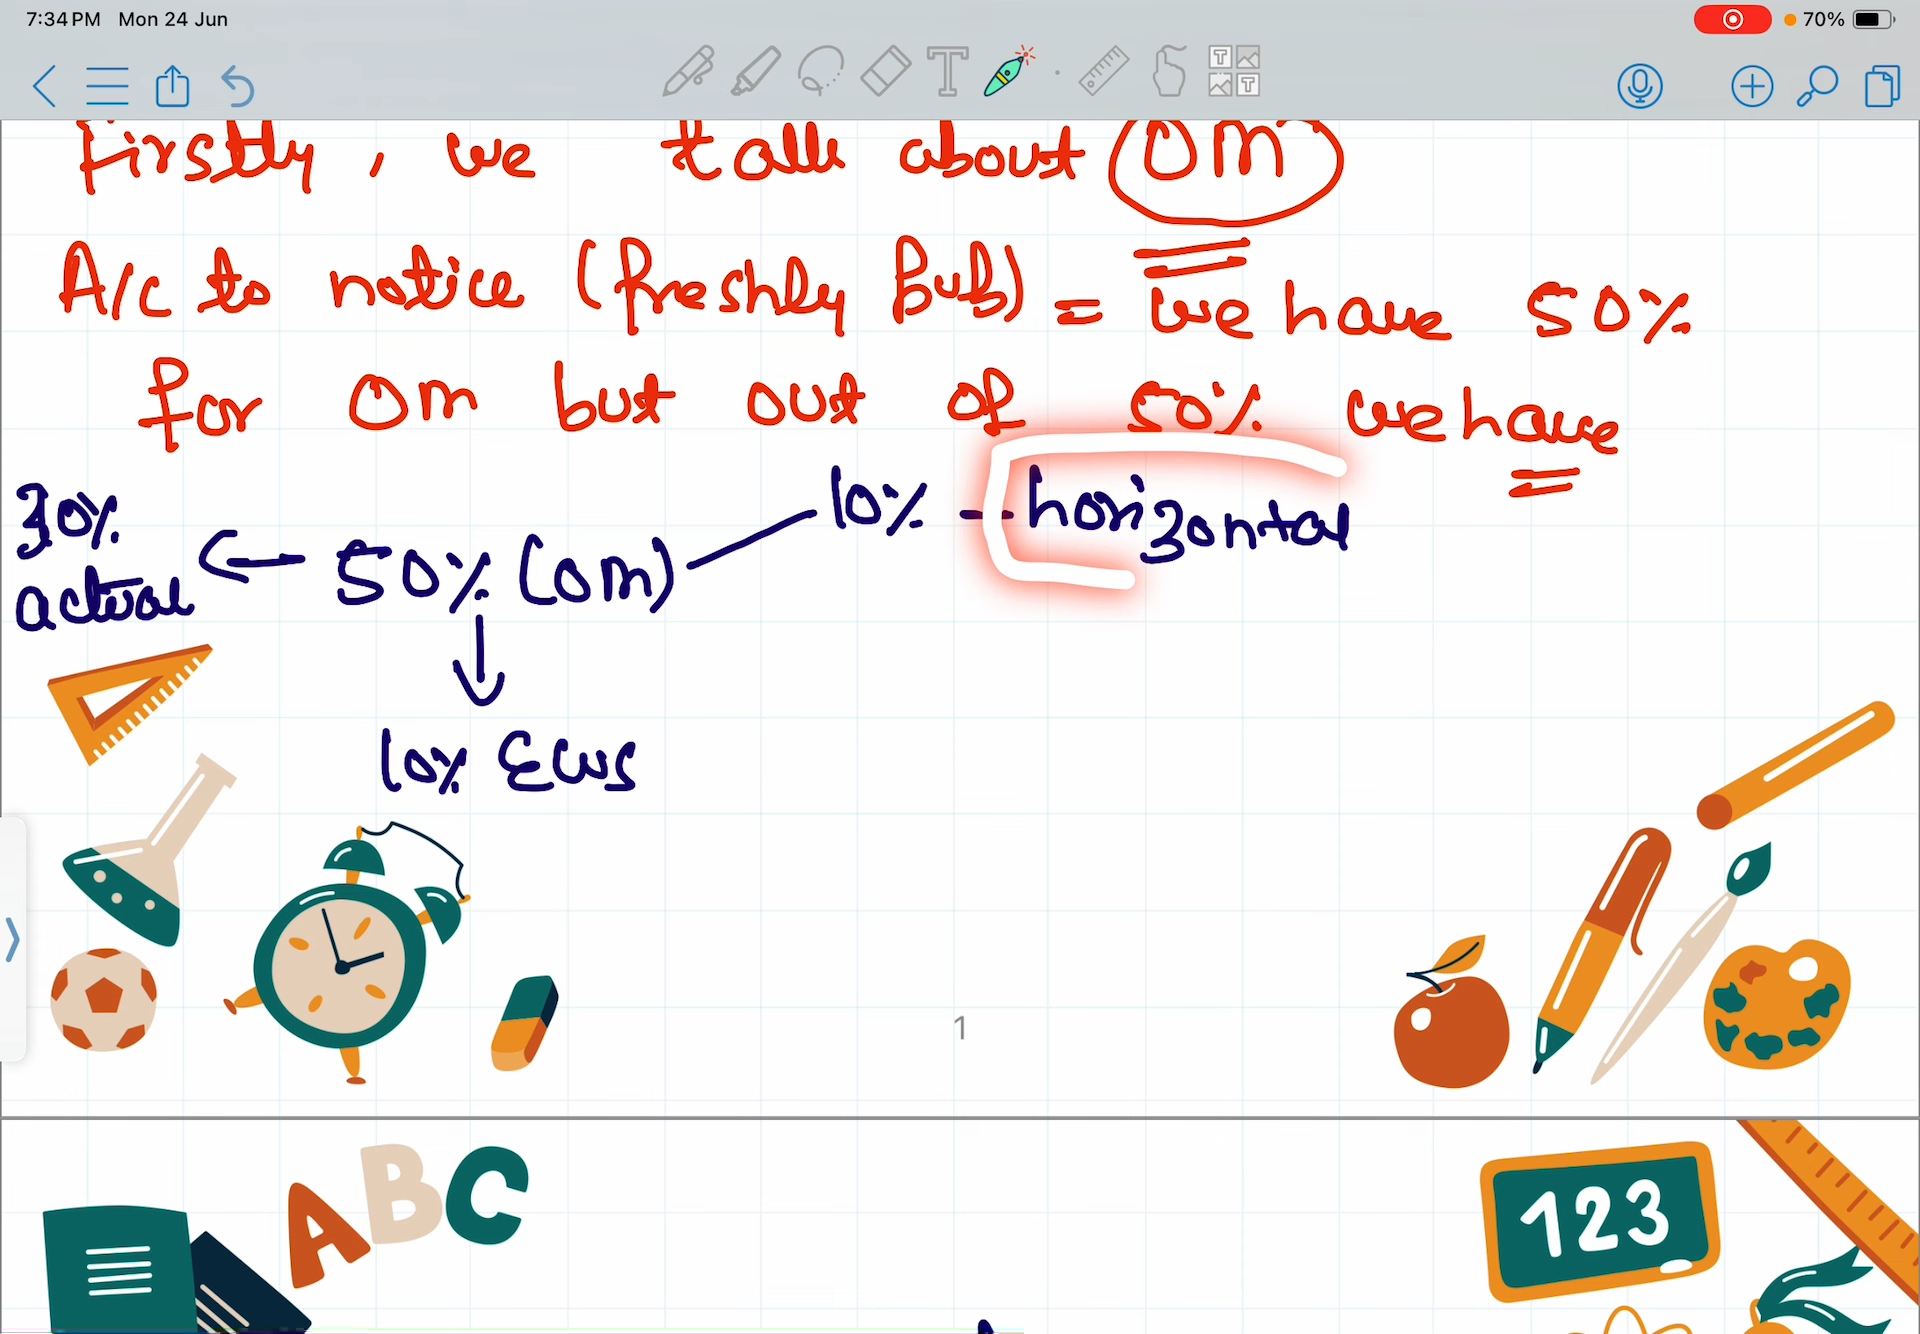 7:34 PM Mon 24 Jun
70%
Firstly, we talk about OM
A/c to notice (freshly Pub) = we have 50%
for OM but out of 50% we have
30% actual ← 50% (OM) — 10% - horizontal
10% EWS
1
ABC
123